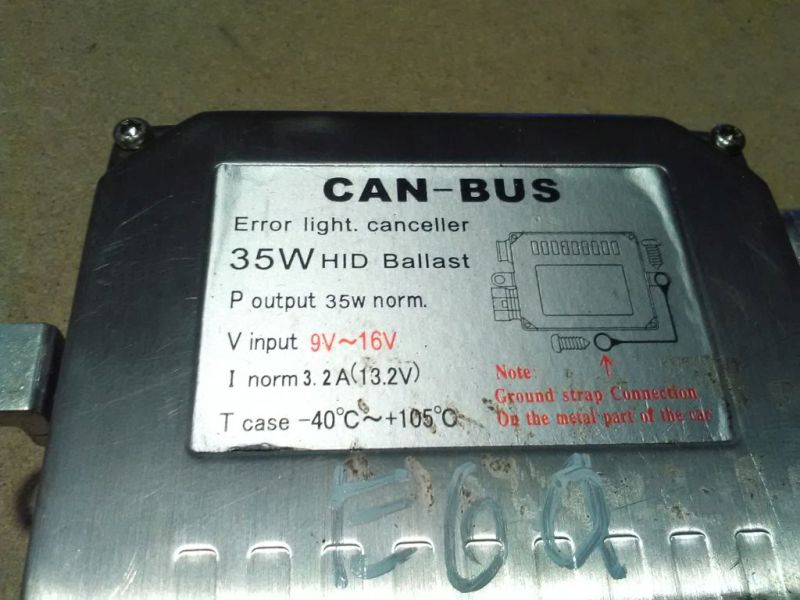 CAN-BUS
Error light. canceller
35W HID Ballast
P output 35w norm.
V input 9V~16V
I norm 3.2A(13.2V)
T case -40℃~+105℃
Note:
Ground strap Connection
On the metal part of the car